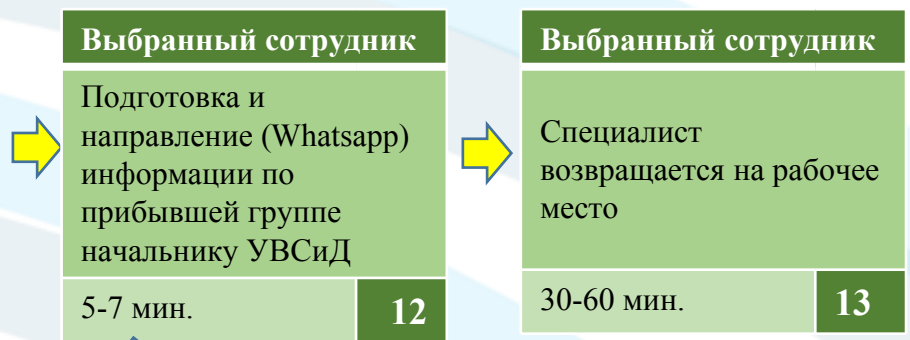 Выбранный сотрудник
Подготовка и
направление (Whatsapp)
информации по
прибывшей группе
начальнику УВСиД
5-7 мин.
12
Выбранный сотрудник
Специалист
возвращается на рабочее
место
30-60 мин.
13